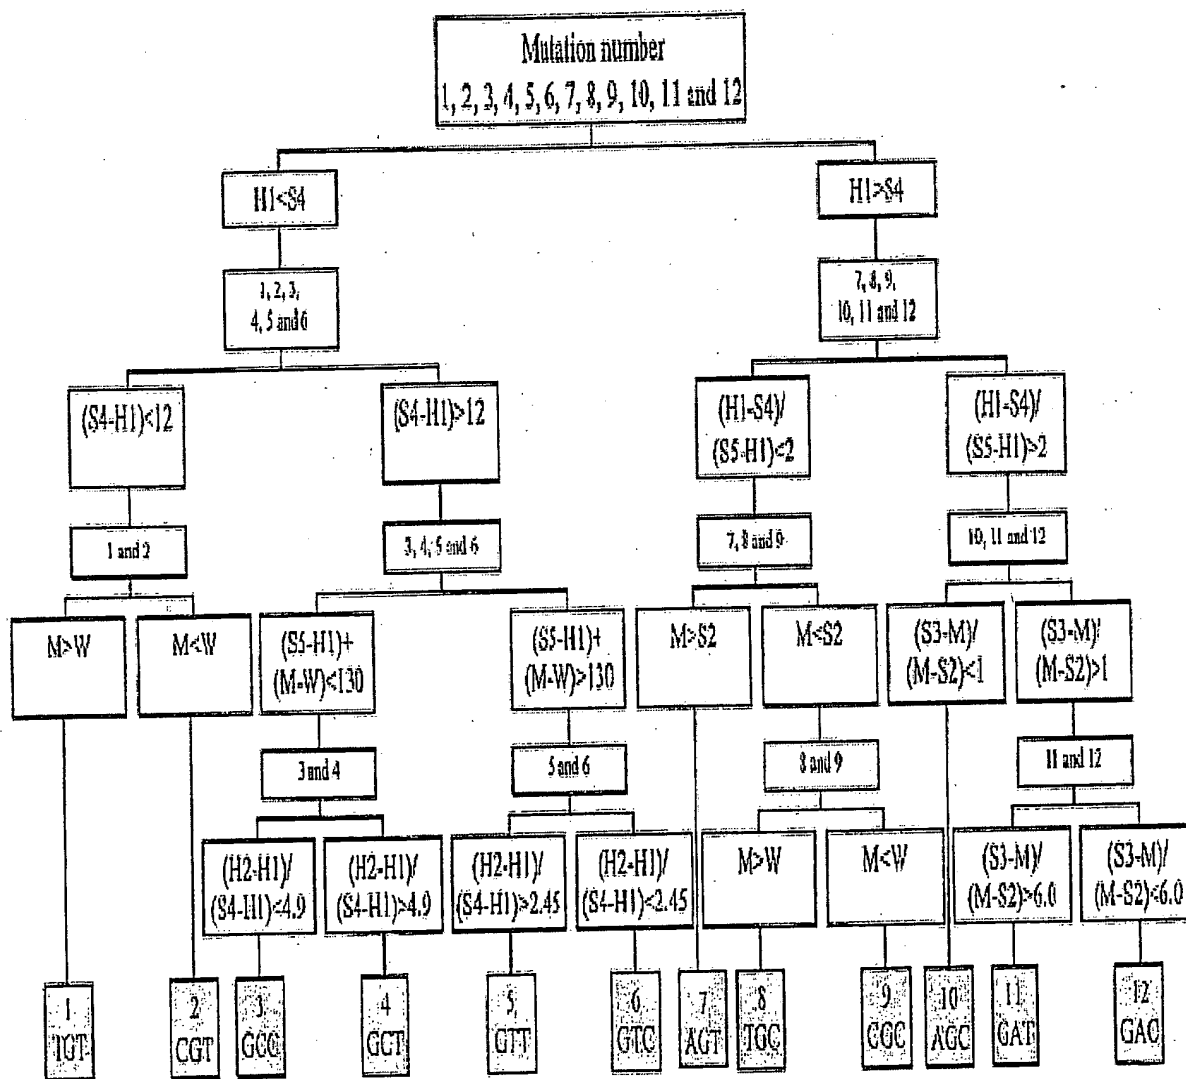 Mutation number
1, 2, 3, 4, 5, 6, 7, 8, 9, 10, 11 and 12
H1<S4
H1>S4
1, 2, 3,
4, 5 and 6
7, 8, 9,
10, 11 and 12
(S4-H1)<12
(S4-H1)>12
(H1-S4)/
(S5-H1)<2
(H1-S4)/
(S5-H1)>2
1 and 2
3, 4, 5 and 6
7, 8 and 9
10, 11 and 12
M>W
M<W
(S5-H1)+
(M-W)<130
(S5-H1)+
(M-W)>130
M>S2
M<S2
(S3-M)/
(M-S2)<1
(S3-M)/
(M-S2)>1
3 and 4
5 and 6
8 and 9
11 and 12
(H2-H1)/
(S4-H1)<4.9
(H2-H1)/
(S4-H1)>4.9
(H2-H1)/
(S4-H1)>2.45
(H2-H1)/
(S4-H1)<2.45
M>W
M<W
(S3-M)/
(M-S2)>6.0
(S3-M)/
(M-S2)<6.0
1
TGT
2
CGT
3
GCC
4
GCT
5,
GTT
6
GTC
7
AGT
8
TGC
9
CGC
10
AGC
11
GAT
12
GAC